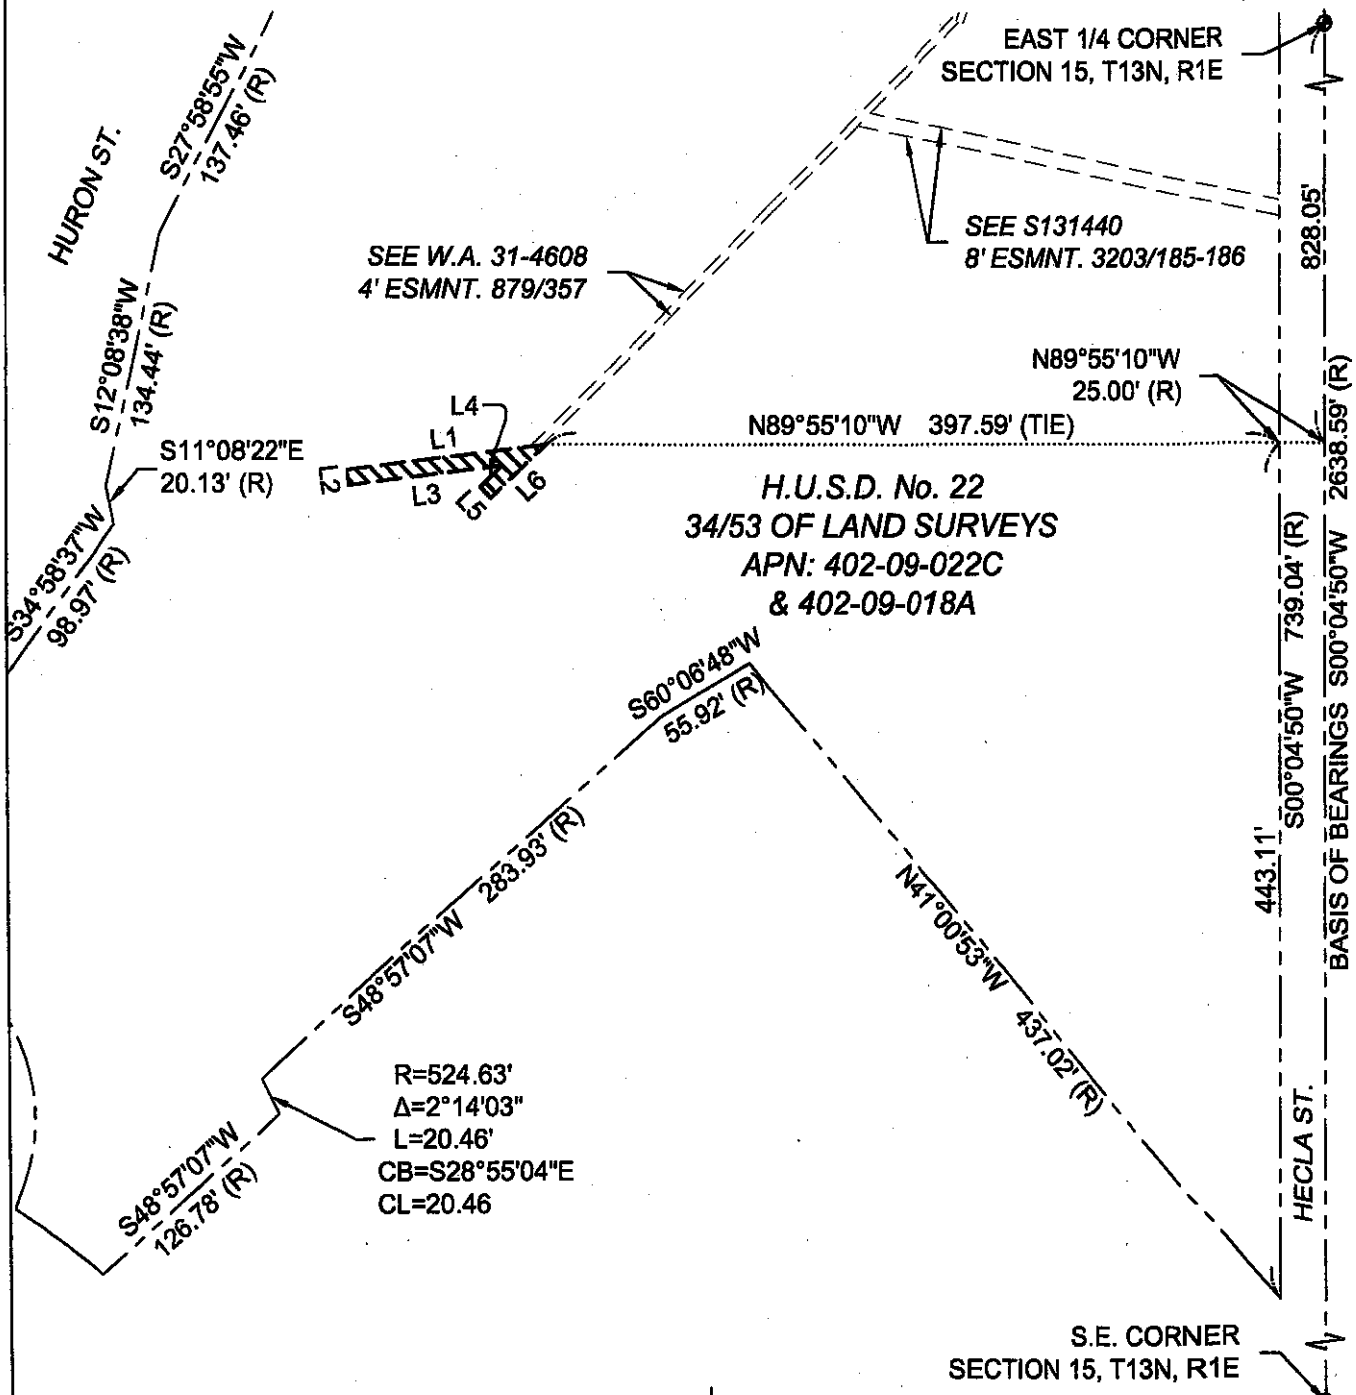 EAST 1/4 CORNER
SECTION 15, T13N, R1E
S27°58'55"W
137.46' (R)
HURON ST.
828.05'
SEE S131440
8' ESMNT. 3203/185-186
SEE W.A. 31-4608
4' ESMNT. 879/357
S12°08'38"W
134.44' (R)
N89°55'10"W
25.00' (R)
L4
L1
N89°55'10"W 397.59' (TIE)
S11°08'22"E
20.13' (R)
L2
L3
L5
L6
H.U.S.D. No. 22
34/53 OF LAND SURVEYS
APN: 402-09-022C
& 402-09-018A
S34°58'37"W
98.97' (R)
S00°04'50"W 739.04' (R)
BASIS OF BEARINGS S00°04'50"W 2638.59' (R)
S60°06'48"W
55.92' (R)
443.11'
S48°57'07"W 283.93' (R)
N41°00'53"W 437.02' (R)
R=524.63'
Δ=2°14'03"
L=20.46'
CB=S28°55'04"E
CL=20.46
S48°57'07"W
126.78' (R)
HECLA ST.
S.E. CORNER
SECTION 15, T13N, R1E